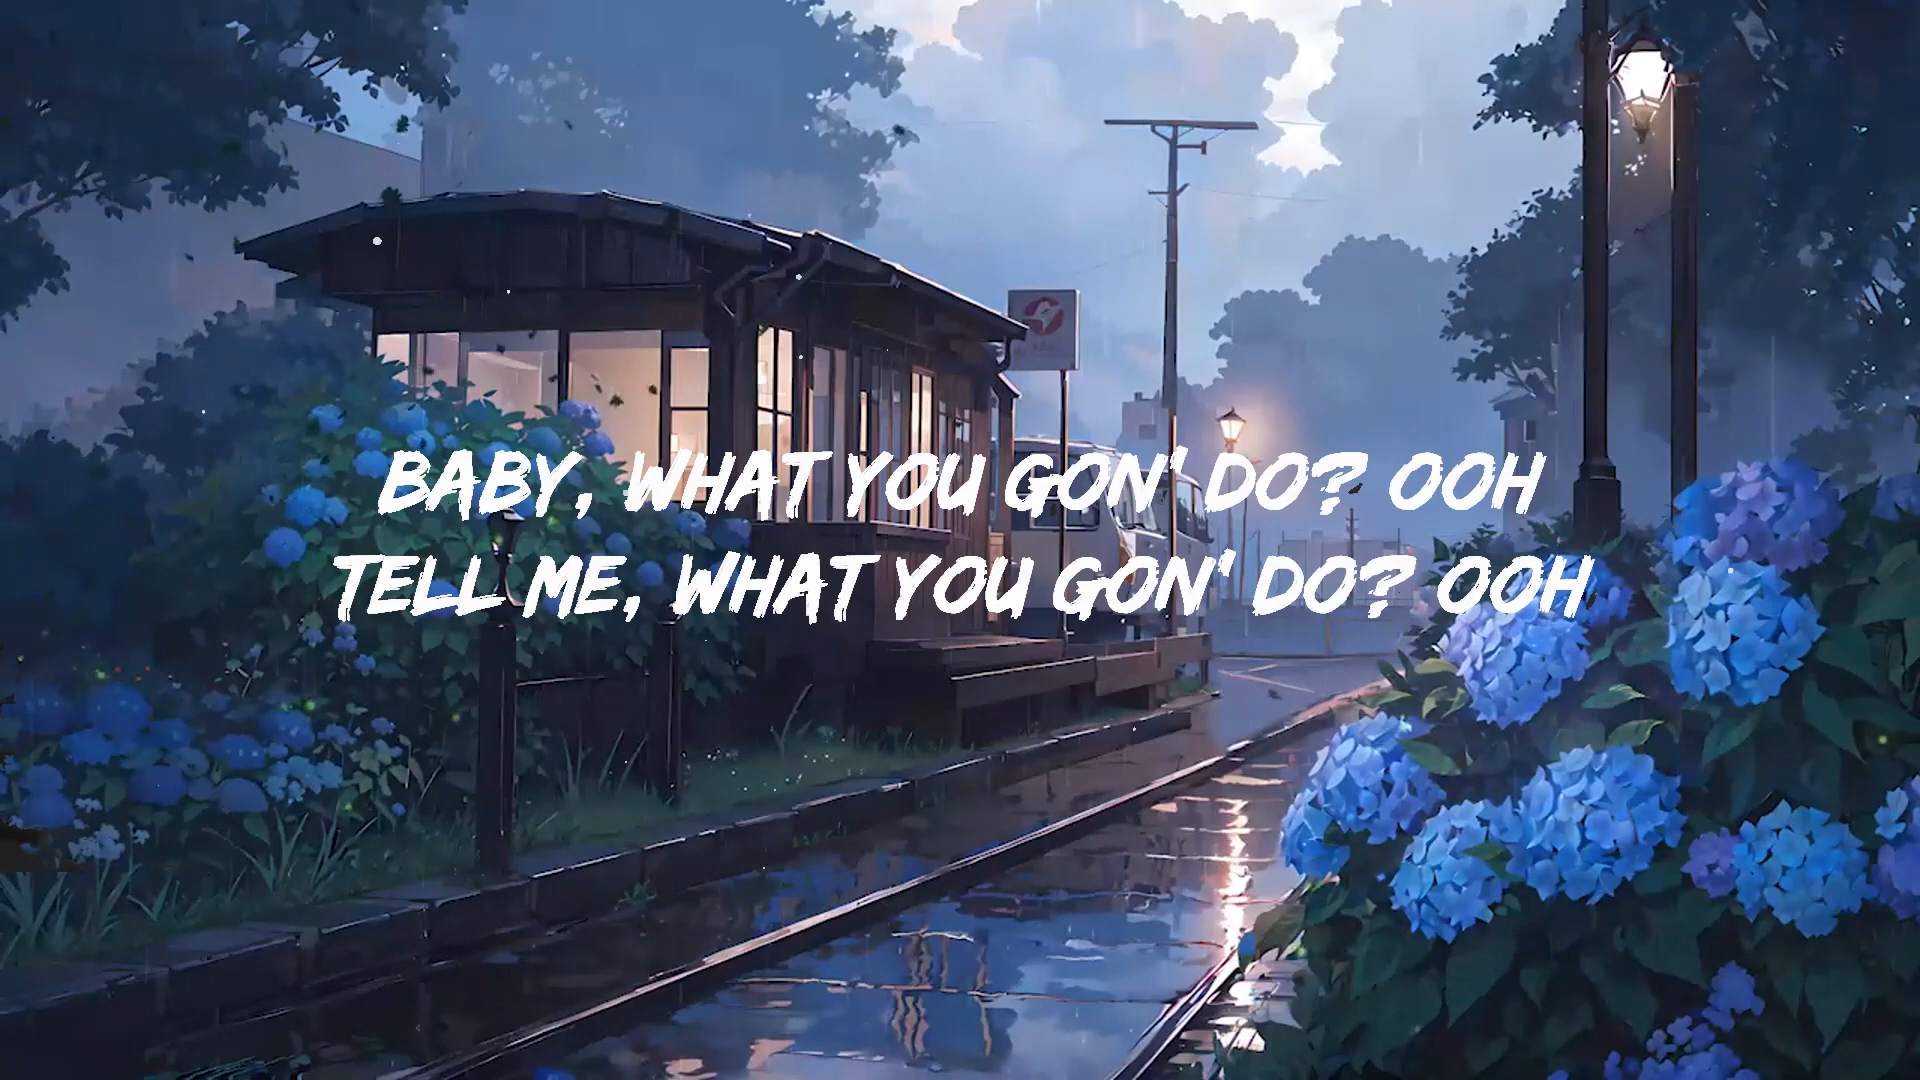 BABY, WHAT YOU GON' DO? OOH
TELL ME, WHAT YOU GON' DO? OOH